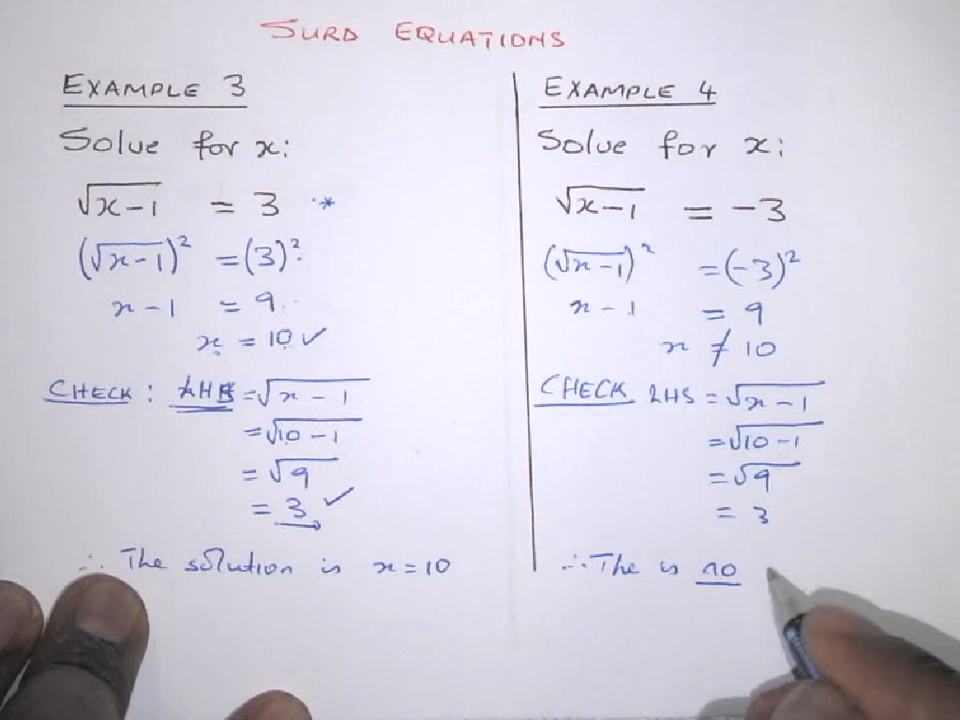 SURD EQUATIONS
EXAMPLE 3
Solve for x:
√x-1 = 3 *
(√x-1)² = (3)²
x-1 = 9
x = 10 ✓
CHECK: LHS = √x-1
= √10-1
= √9
= 3 ✓
∴ The solution is x = 10
EXAMPLE 4
Solve for x:
√x-1 = -3
(√x-1)² = (-3)²
x-1 = 9
x ≠ 10
CHECK LHS = √x-1
= √10-1
= √9
= 3
∴ The is no